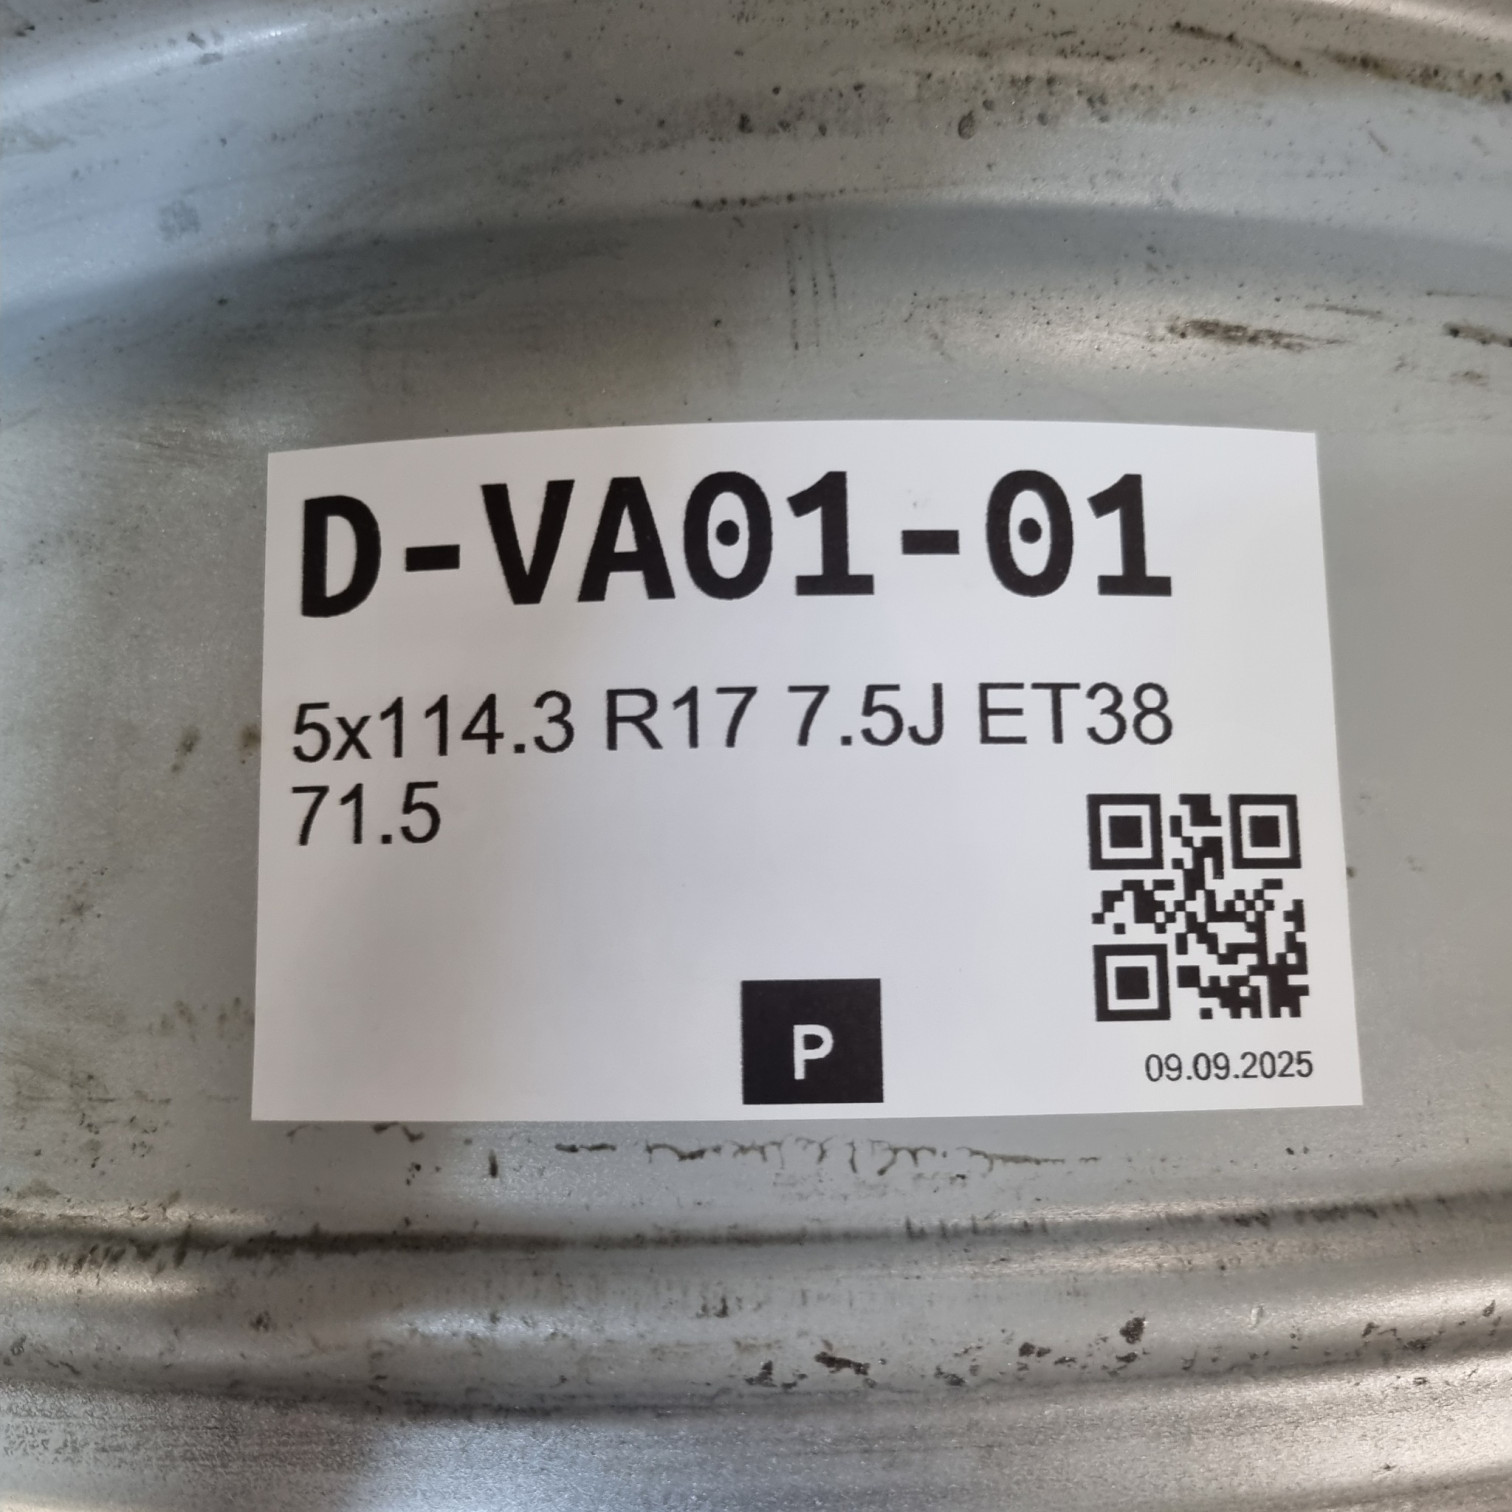 D-VA01-01
5x114.3 R17 7.5J ET38
71.5
P
09.09.2025